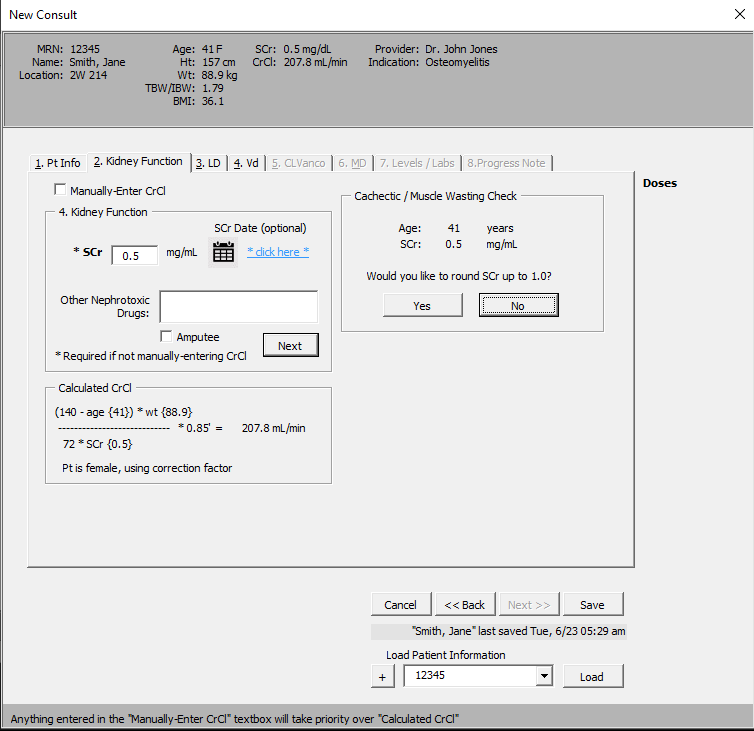 New Consult
MRN: 12345 Age: 41 F SCr: 0.5 mg/dL Provider: Dr. John Jones
Name: Smith, Jane Ht: 157 cm CrCl: 207.8 mL/min Indication: Osteomyelitis
Location: 2W 214 Wt: 88.9 kg
TBW/IBW: 1.79
BMI: 36.1
1. Pt Info 2. Kidney Function 3. LD 4. Vd 5. CLVanco 6. MD 7. Levels / Labs 8.Progress Note
Doses
Manually-Enter CrCl
4. Kidney Function
SCr Date (optional)
* SCr 0.5 mg/mL * click here *
Other Nephrotoxic
Drugs:
Amputee
Next
* Required if not manually-entering CrCl
Cachectic / Muscle Wasting Check
Age: 41 years
SCr: 0.5 mg/mL
Would you like to round SCr up to 1.0?
Yes No
Calculated CrCl
(140 - age {41}) * wt {88.9}
---------------------------- * 0.85' = 207.8 mL/min
72 * SCr {0.5}
Pt is female, using correction factor
Cancel << Back Next >> Save
"Smith, Jane" last saved Tue, 6/23 05:29 am
Load Patient Information
+ 12345 Load
Anything entered in the "Manually-Enter CrCl" textbox will take priority over "Calculated CrCl"